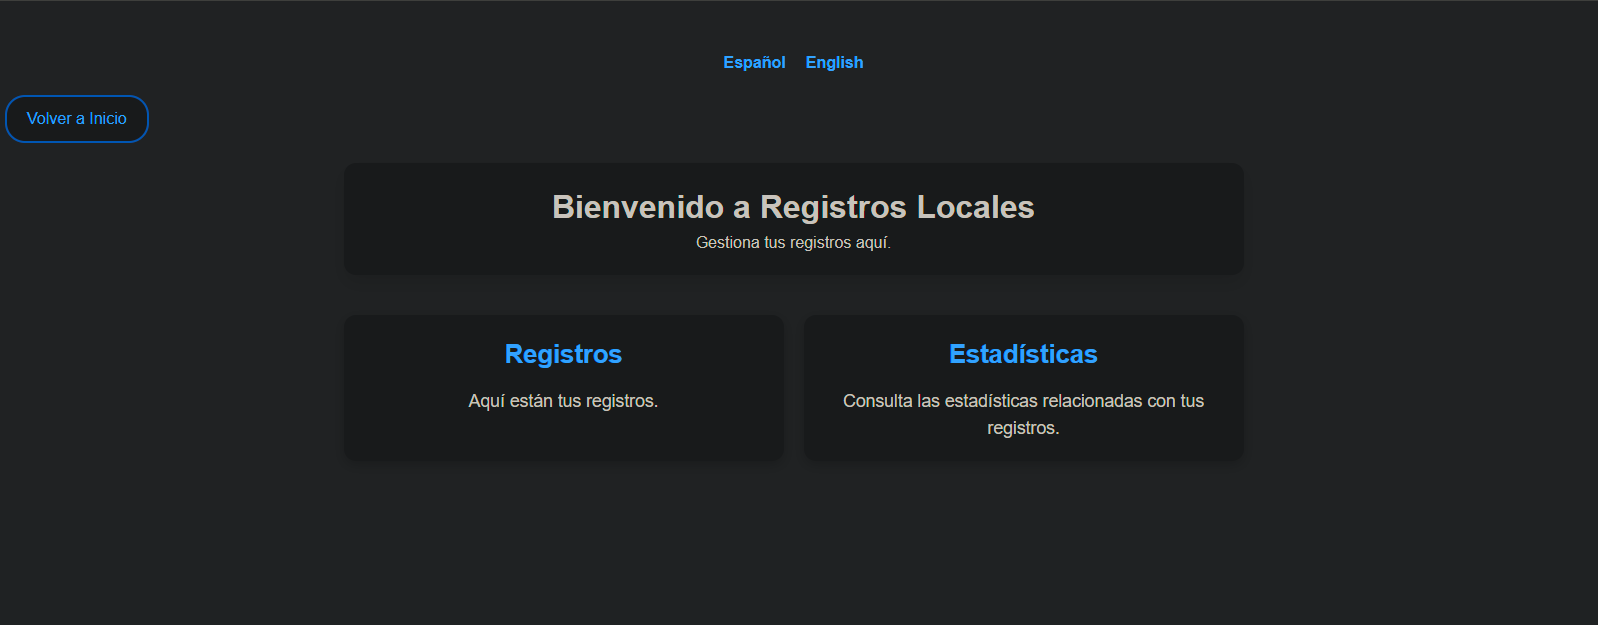 Español English
Volver a Inicio
Bienvenido a Registros Locales
Gestiona tus registros aquí.
Registros
Aquí están tus registros.
Estadísticas
Consulta las estadísticas relacionadas con tus
registros.